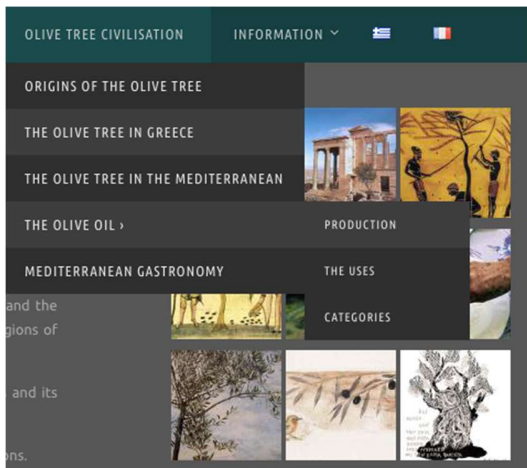 OLIVE TREE CIVILISATION
INFORMATION
ORIGINS OF THE OLIVE TREE
THE OLIVE TREE IN GREECE
THE OLIVE TREE IN THE MEDITERRANEAN
THE OLIVE OIL ›
PRODUCTION
THE USES
MEDITERRANEAN GASTRONOMY
CATEGORIES
and the
gions of
and its
ons.